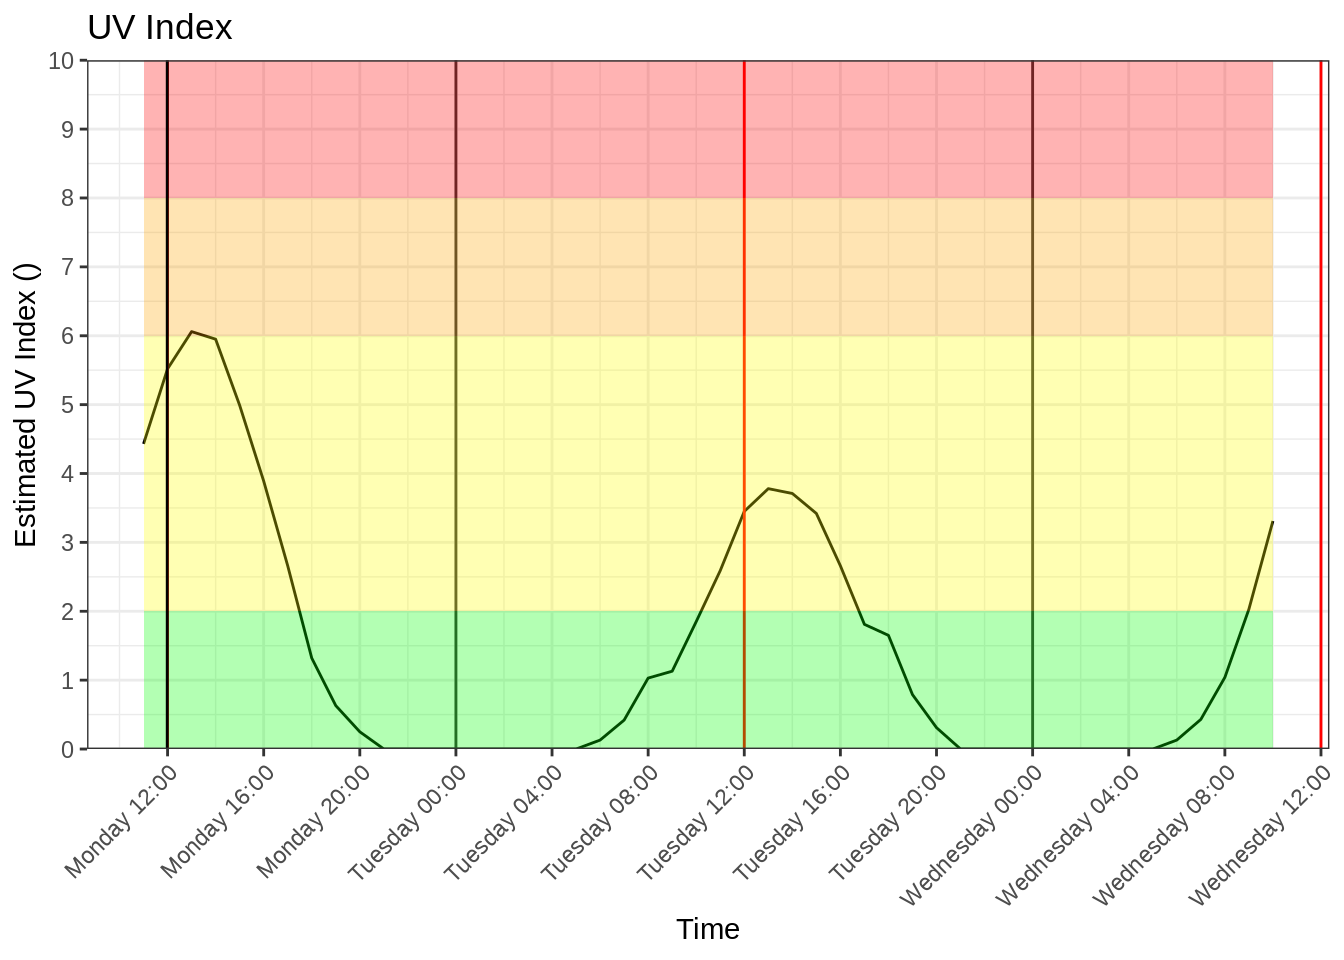 UV Index
Estimated UV Index ()
10
9
8
7
6
5
4
3
2
1
0
Monday 12:00
Monday 16:00
Monday 20:00
Tuesday 00:00
Tuesday 04:00
Tuesday 08:00
Tuesday 12:00
Tuesday 16:00
Tuesday 20:00
Wednesday 00:00
Wednesday 04:00
Wednesday 08:00
Wednesday 12:00
Time